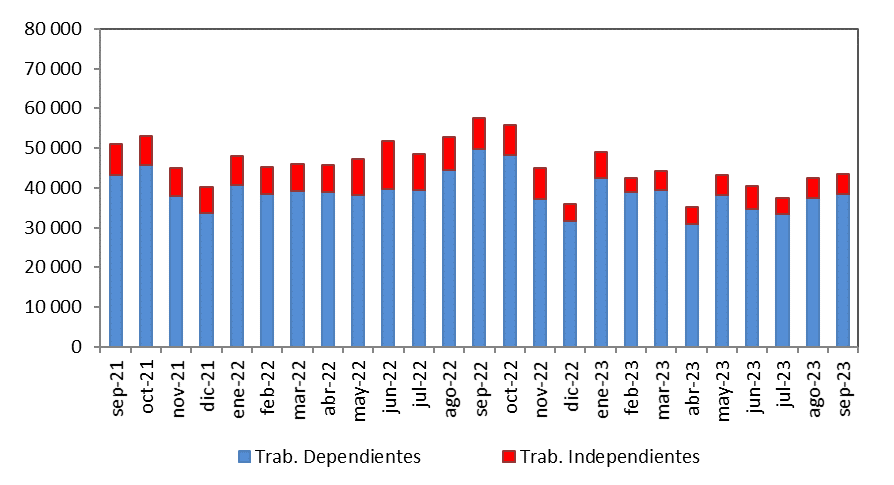 80 000
70 000
60 000
50 000
40 000
30 000
20 000
10 000
0
sep-21
oct-21
nov-21
dic-21
ene-22
feb-22
mar-22
abr-22
may-22
jun-22
jul-22
ago-22
sep-22
oct-22
nov-22
dic-22
ene-23
feb-23
mar-23
abr-23
may-23
jun-23
jul-23
ago-23
sep-23
Trab. Dependientes
Trab. Independientes